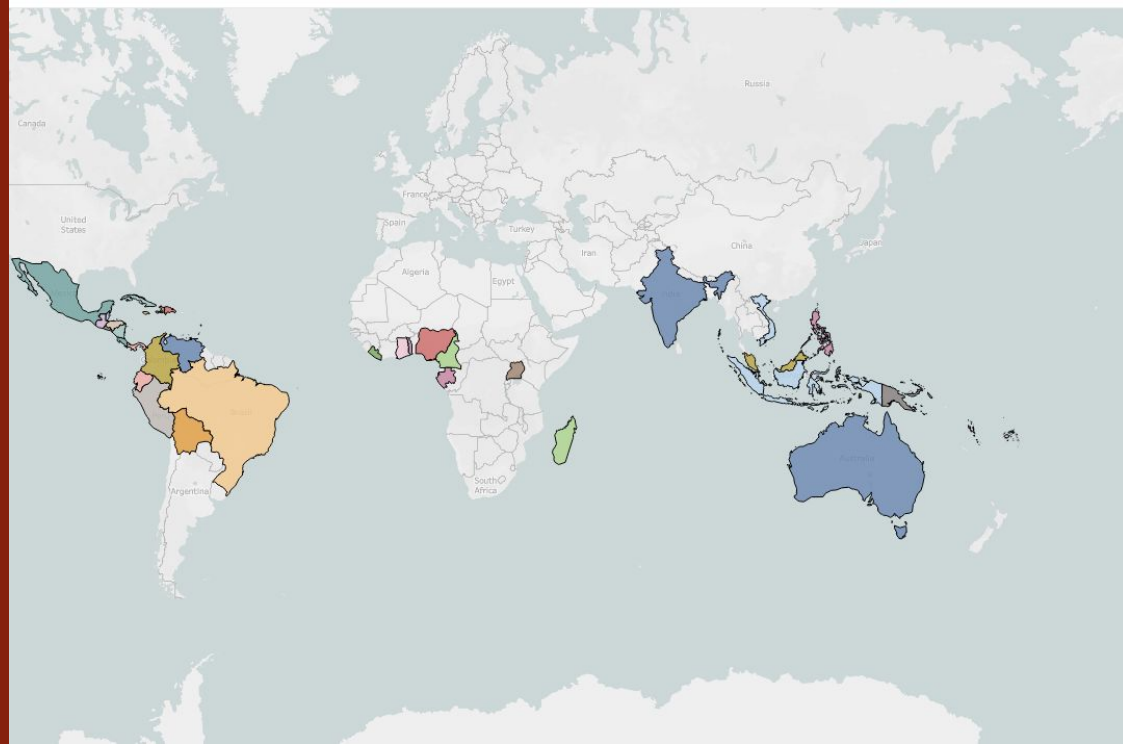 Russia
Canada
France
United
States
Spain
Turkey
China
Japan
Iran
Algeria
Egypt
India
Brazil
Australia
Argentina
South
Africa